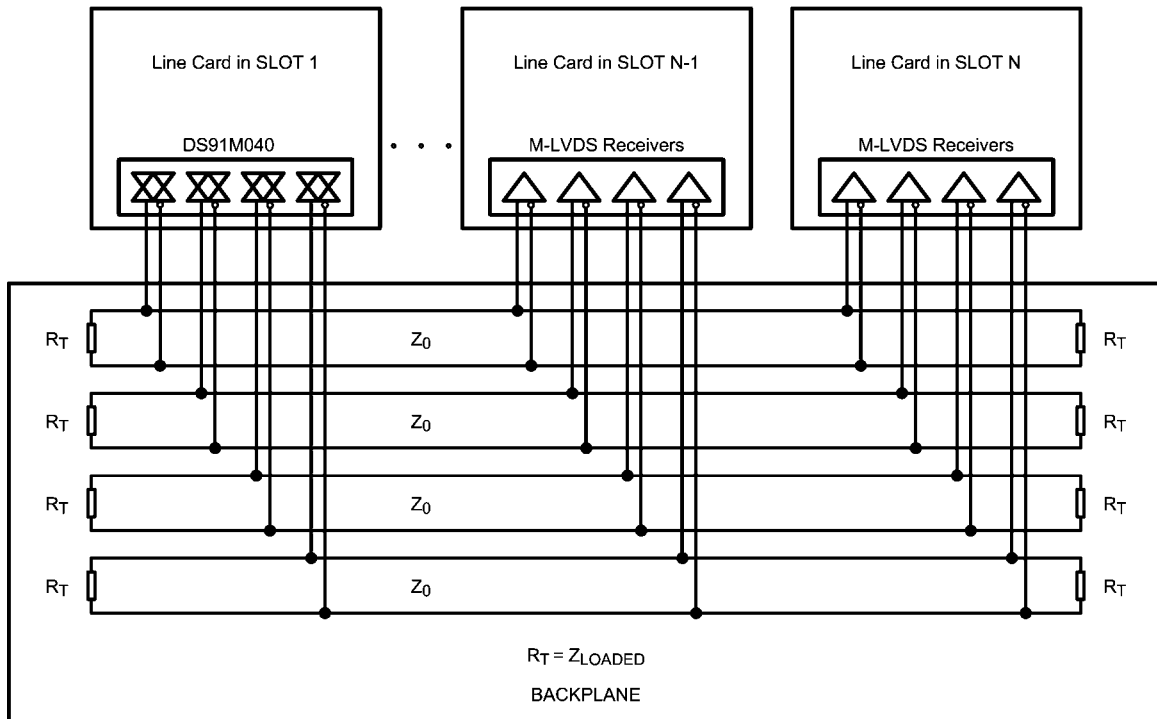 Line Card in SLOT 1
Line Card in SLOT N-1
Line Card in SLOT N
DS91M040
M-LVDS Receivers
M-LVDS Receivers
RT
Z0
RT
RT
Z0
RT
RT
Z0
RT
RT
Z0
RT
RT = ZLOADED
BACKPLANE